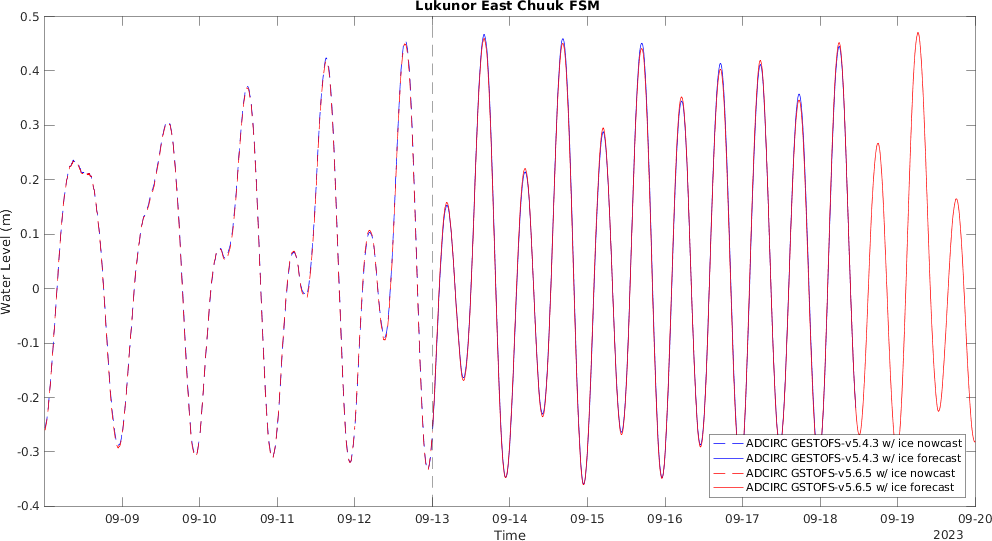 Lukunor East Chuuk FSM
0.5
0.4
0.3
0.2
0.1
0
-0.1
-0.2
-0.3
-0.4
Water Level (m)
ADCIRC GESTOFS-v5.4.3 w/ ice nowcast
ADCIRC GESTOFS-v5.4.3 w/ ice forecast
ADCIRC GSTOFS-v5.6.5 w/ ice nowcast
ADCIRC GSTOFS-v5.6.5 w/ ice forecast
09-09 09-10 09-11 09-12 09-13 09-14 09-15 09-16 09-17 09-18 09-19 09-20
Time
2023